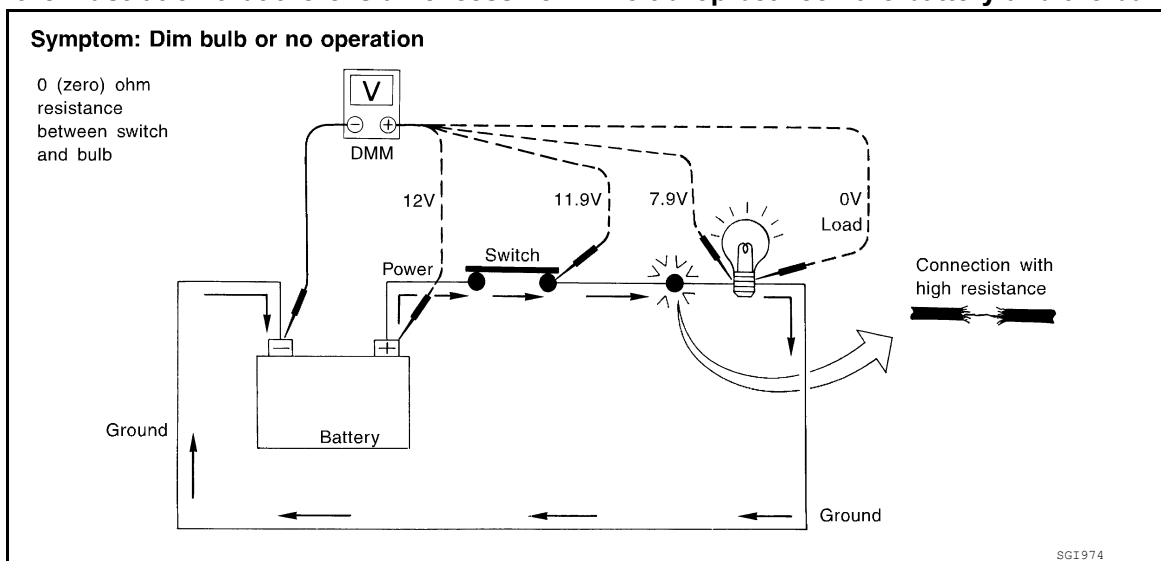 Symptom: Dim bulb or no operation
0 (zero) ohm
resistance
between switch
and bulb
V
− +
DMM
12V
11.9V
7.9V
0V
Load
Switch
Power
Connection with
high resistance
− +
Ground
Battery
Ground
SGI974